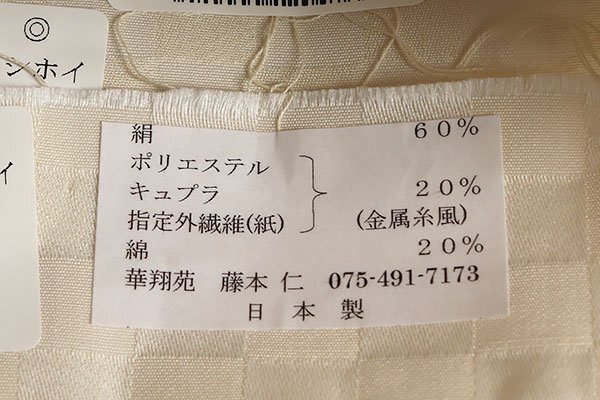 ◎
シホイ
イ
絹 60%
ポリエステル
キュプラ 20%
指定外繊維(紙) (金属糸風)
綿 20%
華翔苑 藤本 仁 075-491-7173
日本製